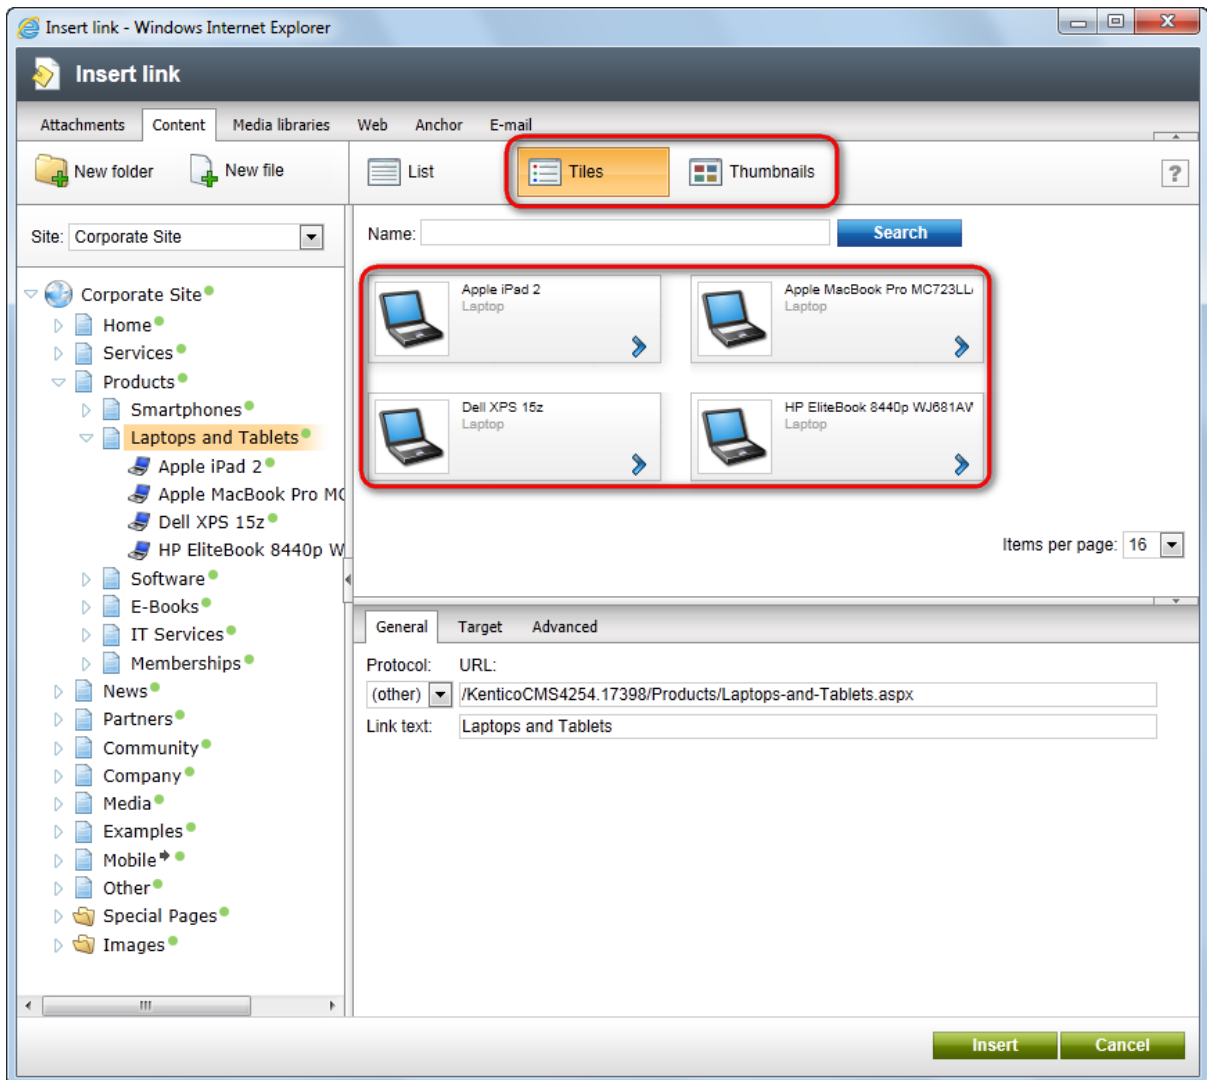 Insert link - Windows Internet Explorer
Insert link
Attachments Content Media libraries Web Anchor E-mail
New folder New file List Tiles Thumbnails ?
Site: Corporate Site
Name: Search
Corporate Site
Home
Services
Products
Smartphones
Laptops and Tablets
Apple iPad 2
Apple MacBook Pro MC
Dell XPS 15z
HP EliteBook 8440p W
Software
E-Books
IT Services
Memberships
News
Partners
Community
Company
Media
Examples
Mobile
Other
Special Pages
Images
Apple iPad 2
Laptop
Apple MacBook Pro MC723LL/
Laptop
Dell XPS 15z
Laptop
HP EliteBook 8440p WJ681AW
Laptop
Items per page: 16
General Target Advanced
Protocol: URL:
(other) /KenticoCMS4254.17398/Products/Laptops-and-Tablets.aspx
Link text: Laptops and Tablets
Insert Cancel